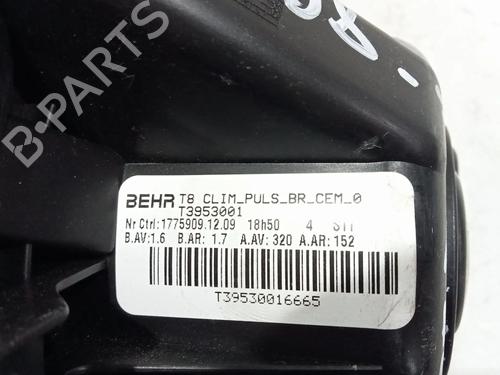 B-PARTS
BEHR T8 CLIM_PULS_BR_CEM_0
T3953001
Nr Ctrl:1775909.12.09 18h50 4 STT
B.AV:1.6 B.AR: 1.7 A.AV: 320 A.AR: 152
T39530016665